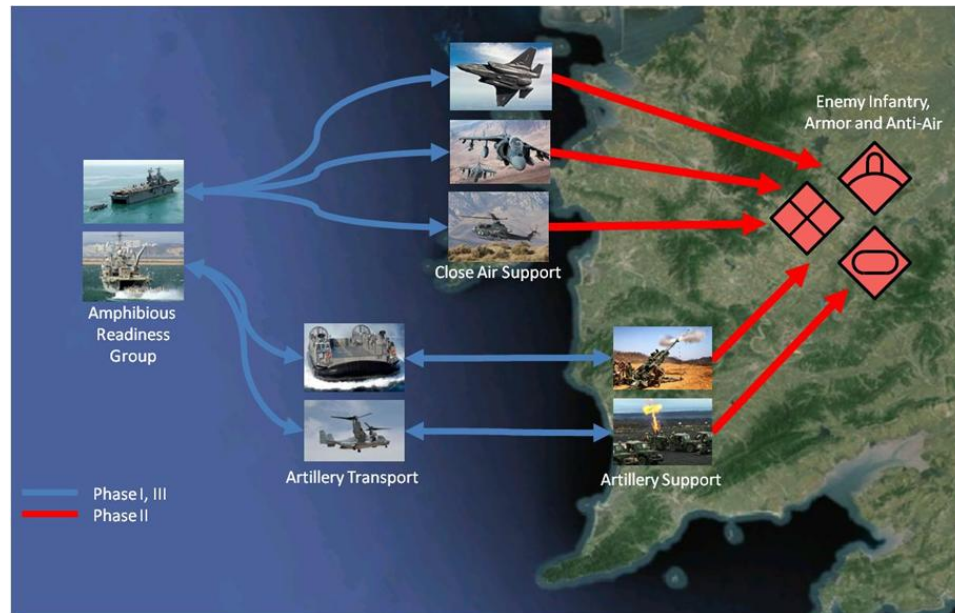 Enemy Infantry,
Armor and Anti-Air
Close Air Support
Amphibious
Readiness
Group
Artillery Transport
Artillery Support
Phase I, III
Phase II